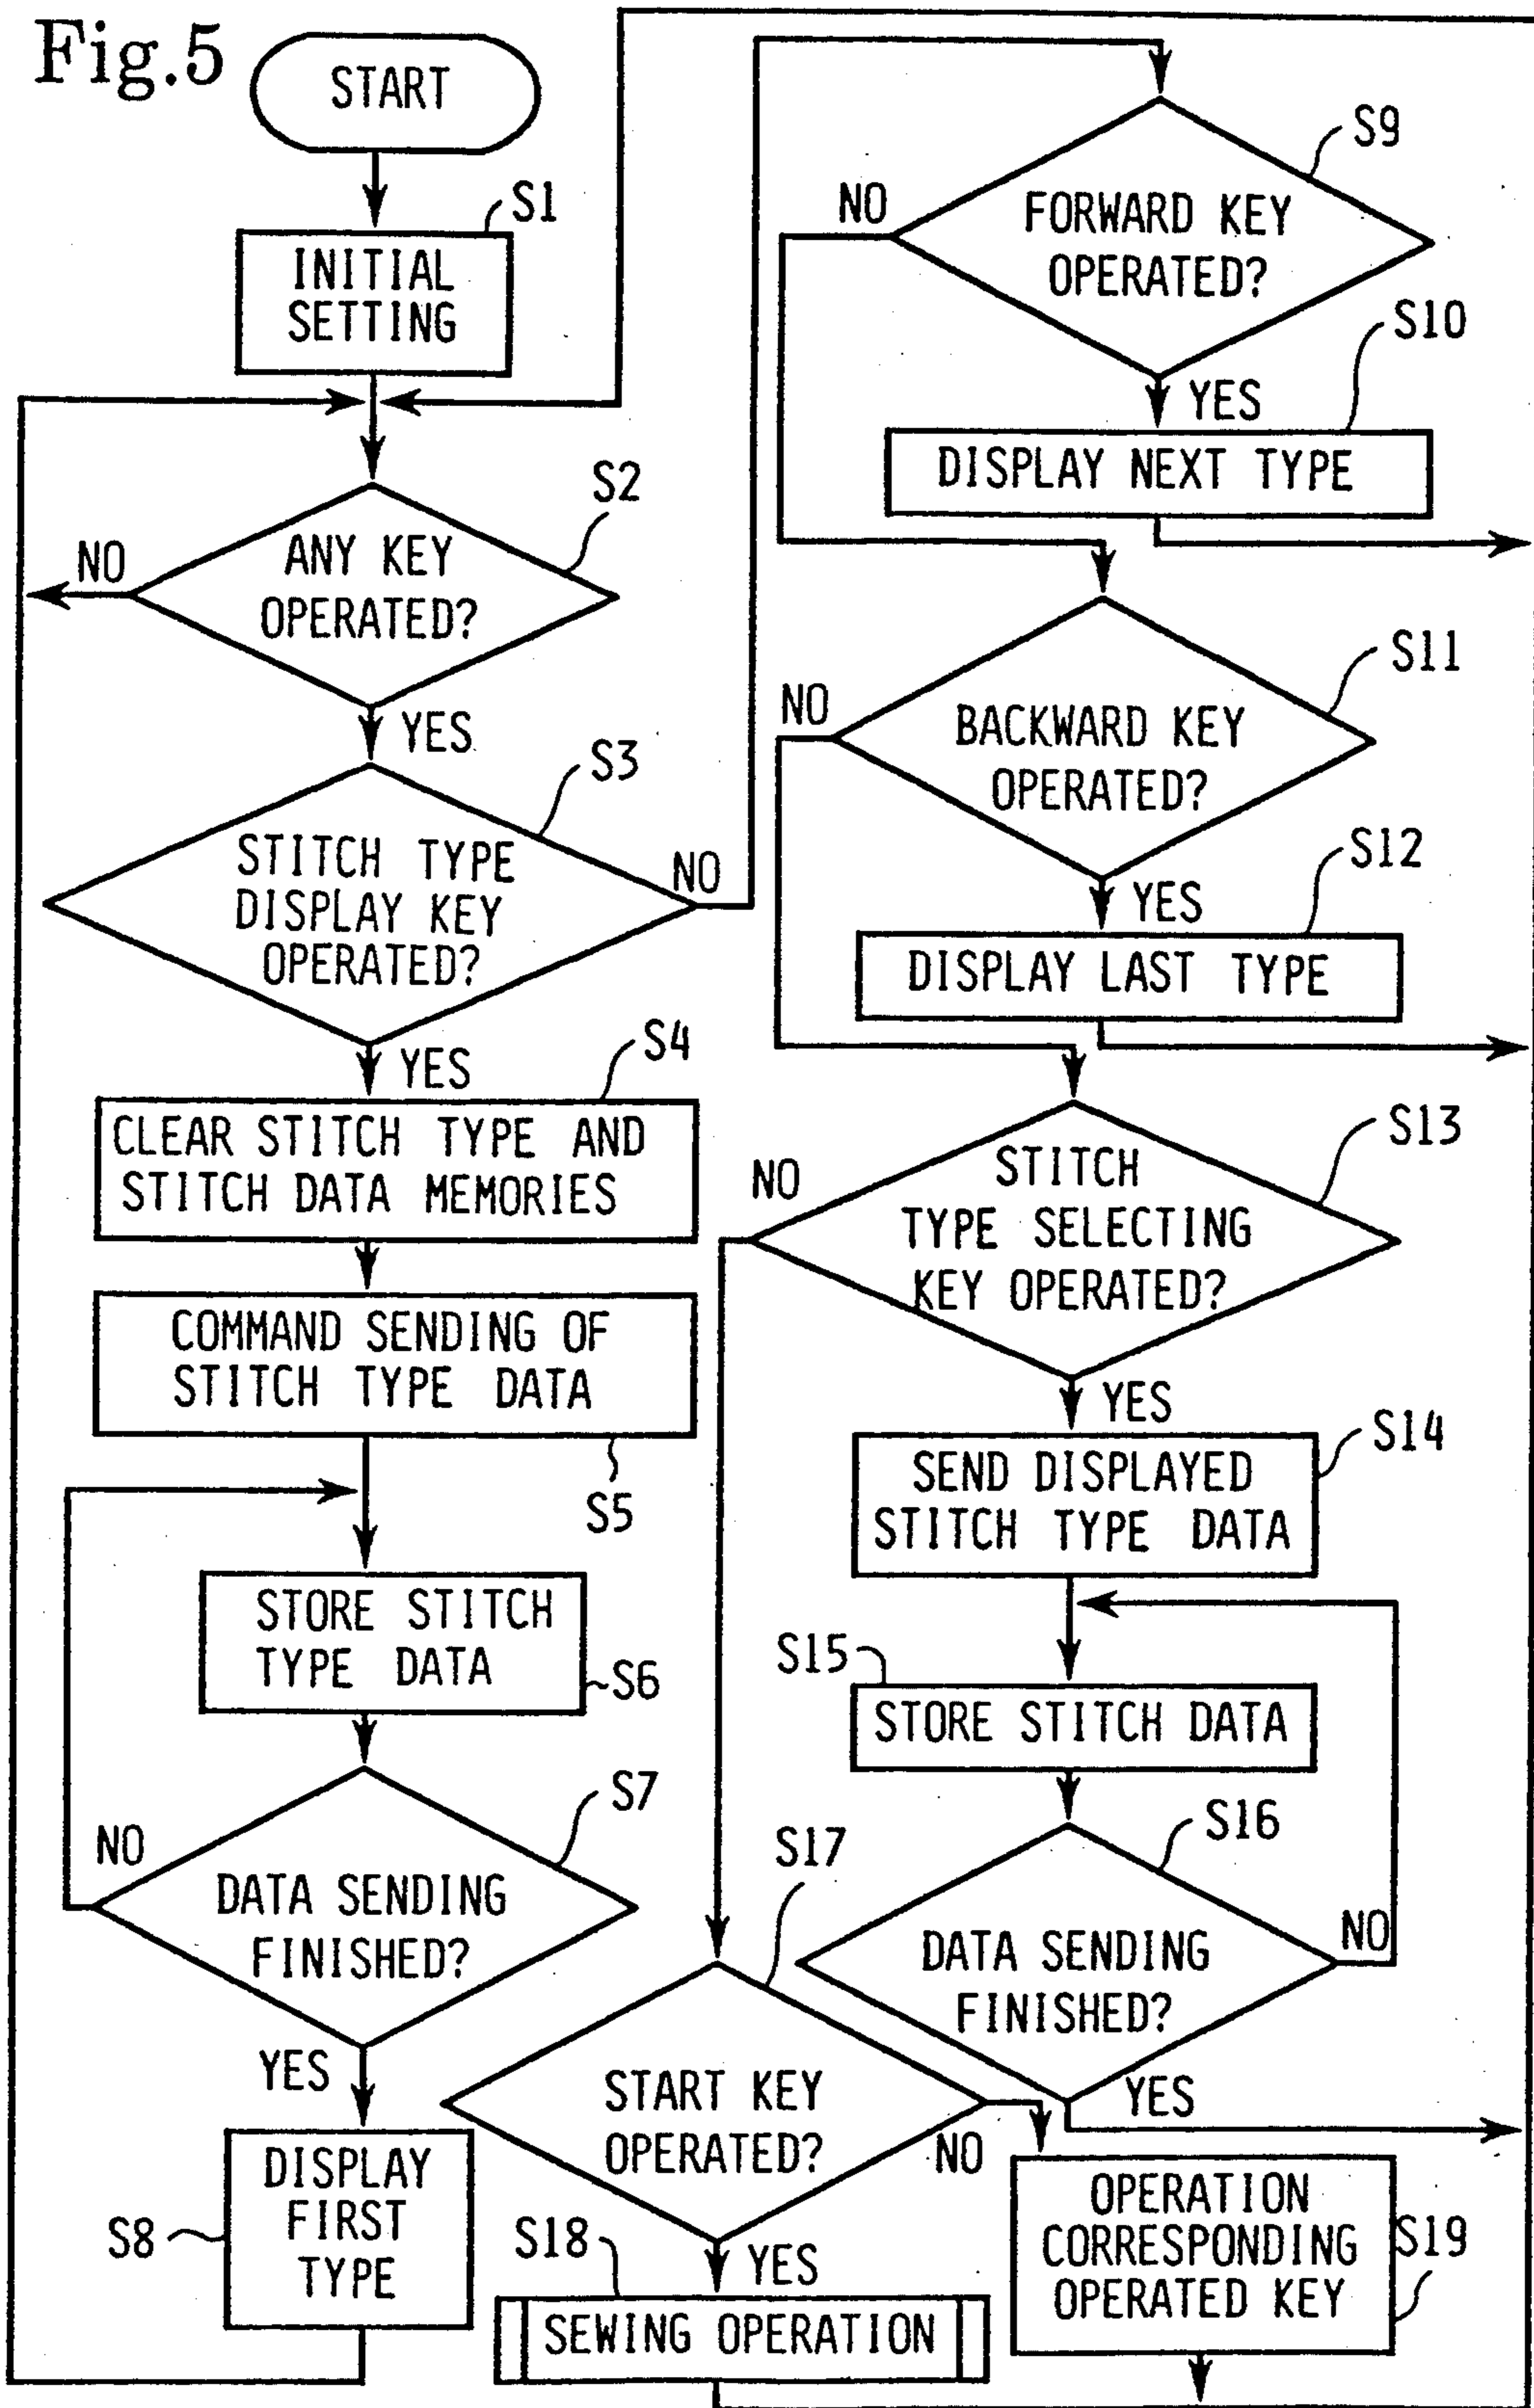 Fig.5
START
S1
INITIAL
SETTING
S2
ANY KEY
OPERATED?
NO
YES
S3
STITCH TYPE
DISPLAY KEY
OPERATED?
NO
YES
S4
CLEAR STITCH TYPE AND
STITCH DATA MEMORIES
COMMAND SENDING OF
STITCH TYPE DATA
S5
STORE STITCH
TYPE DATA
S6
S7
NO
DATA SENDING
FINISHED?
YES
DISPLAY
FIRST
TYPE
S8
S9
NO
FORWARD KEY
OPERATED?
S10
YES
DISPLAY NEXT TYPE
S11
NO
BACKWARD KEY
OPERATED?
S12
YES
DISPLAY LAST TYPE
S13
NO
STITCH
TYPE SELECTING
KEY OPERATED?
YES
S14
SEND DISPLAYED
STITCH TYPE DATA
S15
STORE STITCH DATA
S16
NO
DATA SENDING
FINISHED?
YES
S17
START KEY
OPERATED?
NO
S18
YES
SEWING OPERATION
OPERATION
CORRESPONDING
OPERATED KEY
S19